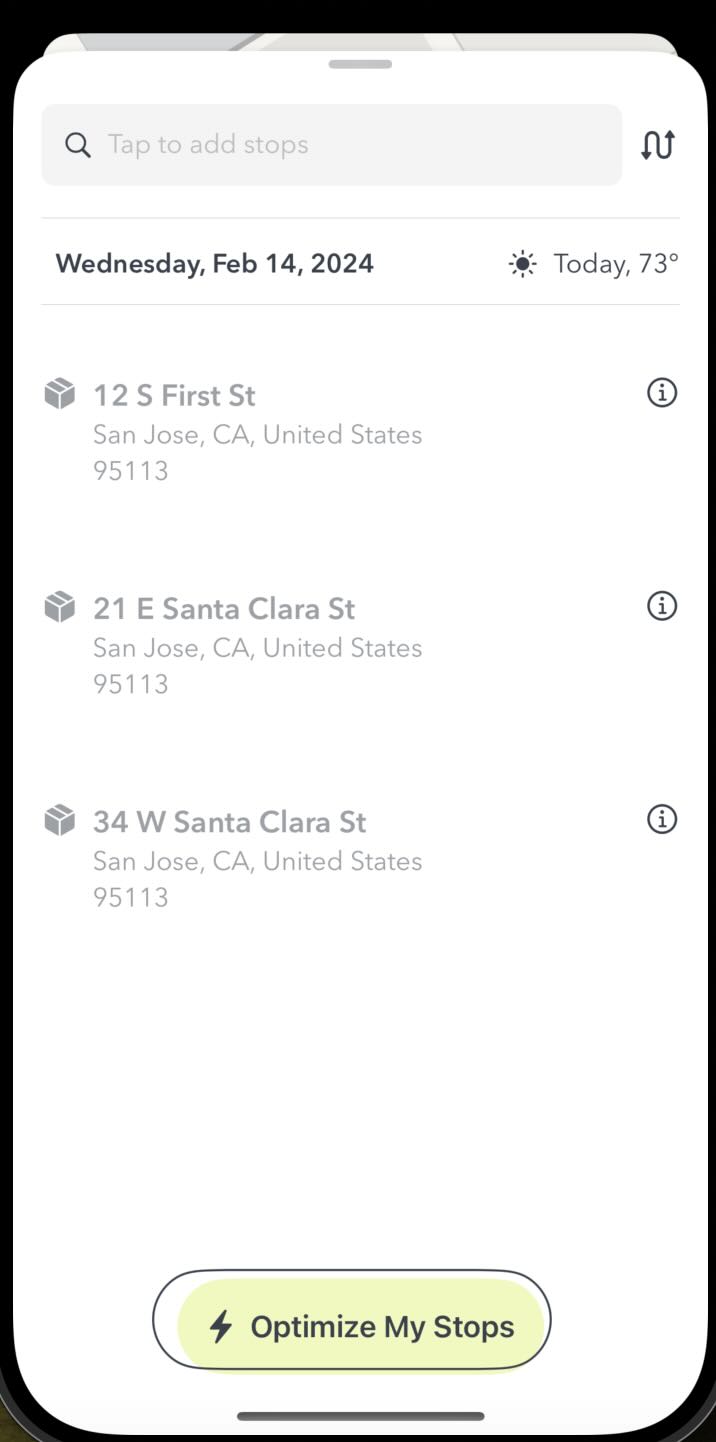 Tap to add stops
Wednesday, Feb 14, 2024 Today, 73°
12 S First St
San Jose, CA, United States
95113
21 E Santa Clara St
San Jose, CA, United States
95113
34 W Santa Clara St
San Jose, CA, United States
95113
Optimize My Stops